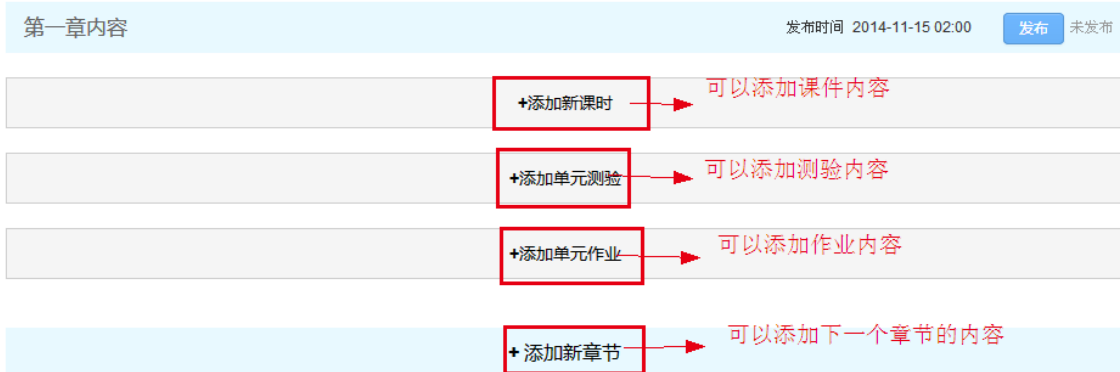 第一章内容 发布时间 2014-11-15 02:00 发布 未发布
+添加新课时 可以添加课件内容
+添加单元测验 可以添加测验内容
+添加单元作业 可以添加作业内容
+ 添加新章节 可以添加下一个章节的内容